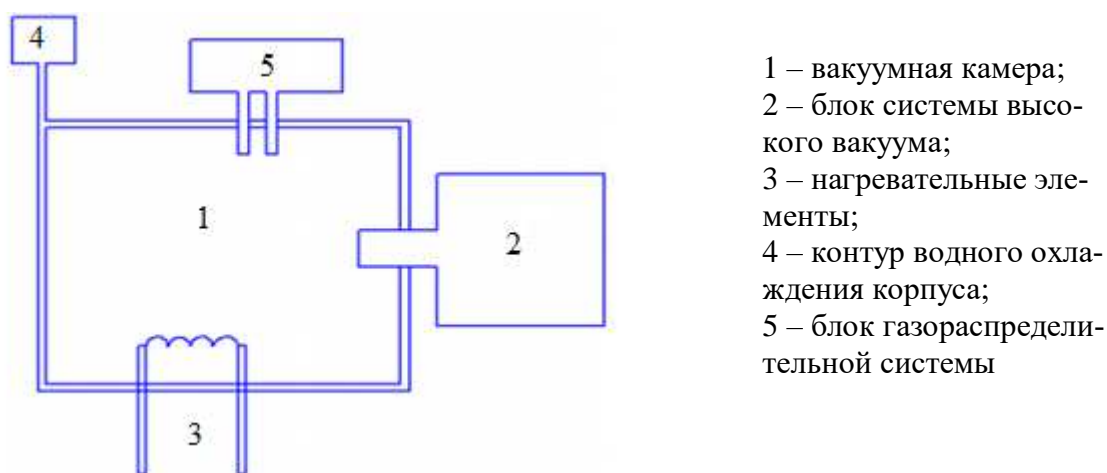 4
5
1
2
3
1 – вакуумная камера;
2 – блок системы высо-
кого вакуума;
3 – нагревательные эле-
менты;
4 – контур водного охла-
ждения корпуса;
5 – блок газораспредели-
тельной системы